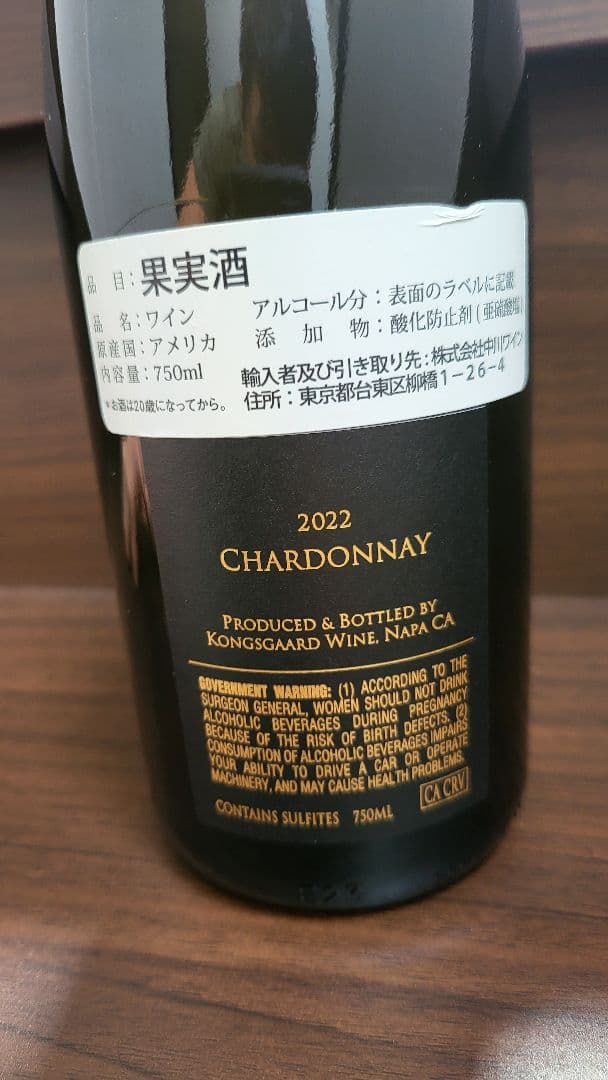 品 目：果実酒
品 名：ワイン
原産国：アメリカ
内容量：750ml
*お酒は20歳になってから。
アルコール分：表面のラベルに記載
添 加 物：酸化防止剤(亜硫酸塩)
輸入者及び引き取り先：株式会社中川ワイン
住所：東京都台東区柳橋1-26-4
2022
CHARDONNAY
PRODUCED & BOTTLED BY
KONGSGAARD WINE, NAPA CA
GOVERNMENT WARNING: (1) ACCORDING TO THE
SURGEON GENERAL, WOMEN SHOULD NOT DRINK
ALCOHOLIC BEVERAGES DURING PREGNANCY
BECAUSE OF THE RISK OF BIRTH DEFECTS. (2)
CONSUMPTION OF ALCOHOLIC BEVERAGES IMPAIRS
YOUR ABILITY TO DRIVE A CAR OR OPERATE
MACHINERY, AND MAY CAUSE HEALTH PROBLEMS.
CA CRV
CONTAINS SULFITES 750ML